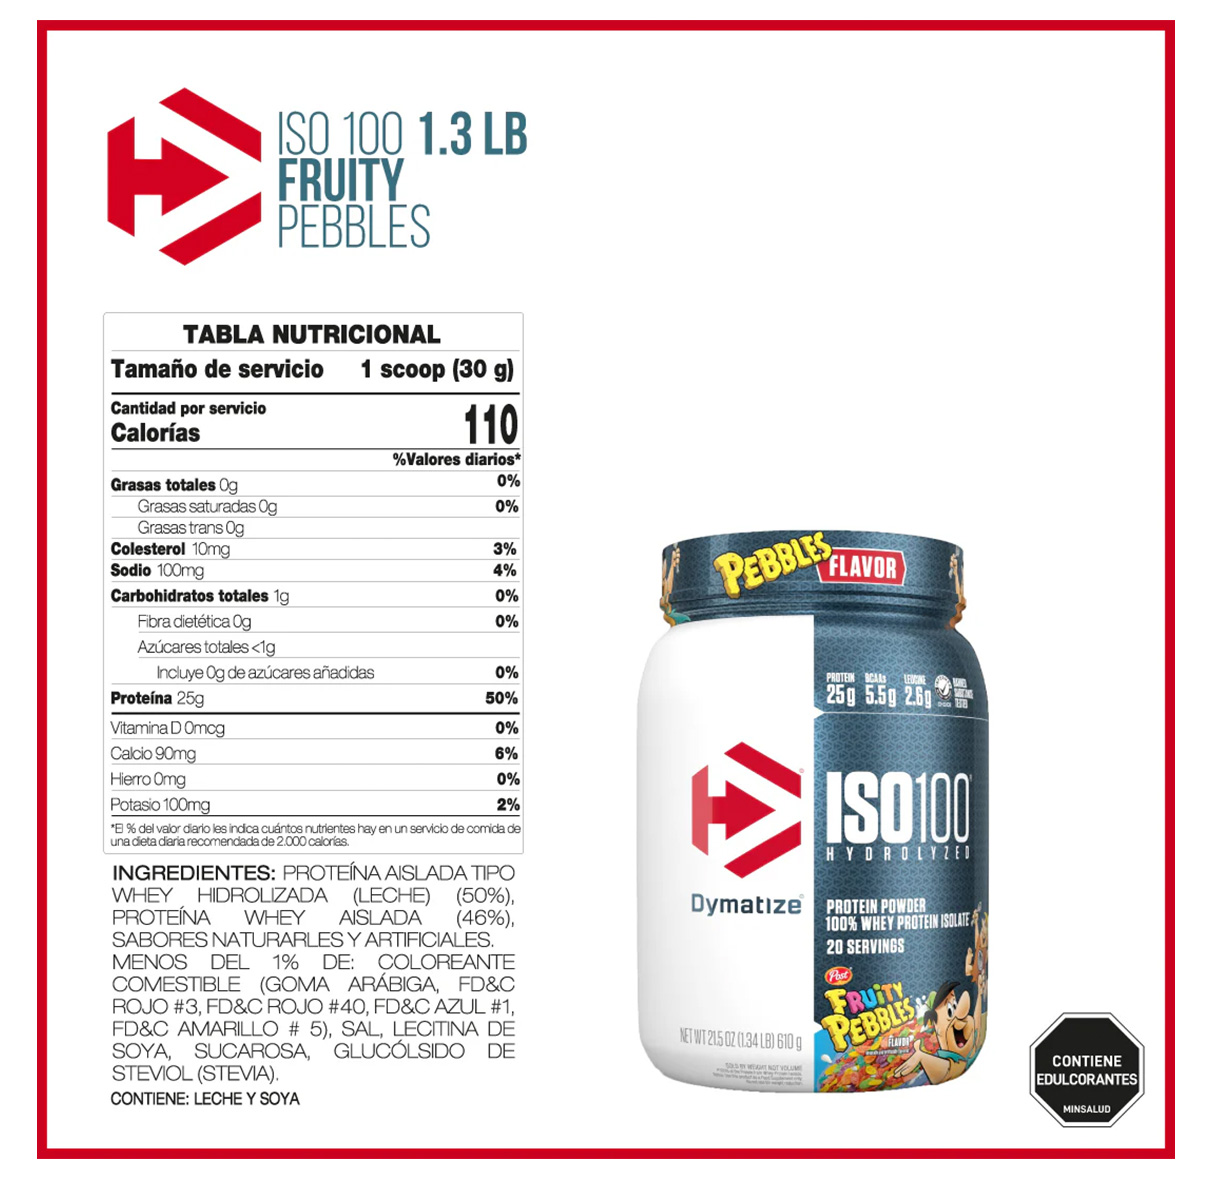 ISO 100 1.3 LB
FRUITY
PEBBLES
TABLA NUTRICIONAL
Tamaño de servicio 1 scoop (30 g)
Cantidad por servicio
Calorías 110
%Valores diarios*
Grasas totales 0g 0%
Grasas saturadas 0g 0%
Grasas trans 0g
Colesterol 10mg 3%
Sodio 100mg 4%
Carbohidratos totales 1g 0%
Fibra dietética 0g 0%
Azúcares totales <1g
Incluye 0g de azúcares añadidas 0%
Proteína 25g 50%
Vitamina D 0mcg 0%
Calcio 90mg 6%
Hierro 0mg 0%
Potasio 100mg 2%
*El % del valor diario les indica cuántos nutrientes hay en un servicio de comida de
una dieta diaria recomendada de 2.000 calorías.
INGREDIENTES: PROTEÍNA AISLADA TIPO
WHEY HIDROLIZADA (LECHE) (50%),
PROTEÍNA WHEY AISLADA (46%),
SABORES NATURARLES Y ARTIFICIALES.
MENOS DEL 1% DE: COLOREANTE
COMESTIBLE (GOMA ARÁBIGA, FD&C
ROJO #3, FD&C ROJO #40, FD&C AZUL #1,
FD&C AMARILLO # 5), SAL, LECITINA DE
SOYA, SUCAROSA, GLUCÓLSIDO DE
STEVIOL (STEVIA).
CONTIENE: LECHE Y SOYA
PEBBLES FLAVOR
PROTEIN BCAAs LEUCINE
25g 5.5g 2.6g
BANNED
SUBSTANCE
TESTED
ISO100
HYDROLYZED
Dymatize
PROTEIN POWDER
100% WHEY PROTEIN ISOLATE
20 SERVINGS
Post
FRUITY
PEBBLES
FLAVOR
NET WT 21.5 OZ (1.34 LB) 610 g
SOLD BY WEIGHT NOT VOLUME
CONTIENE
EDULCORANTES
MINSALUD